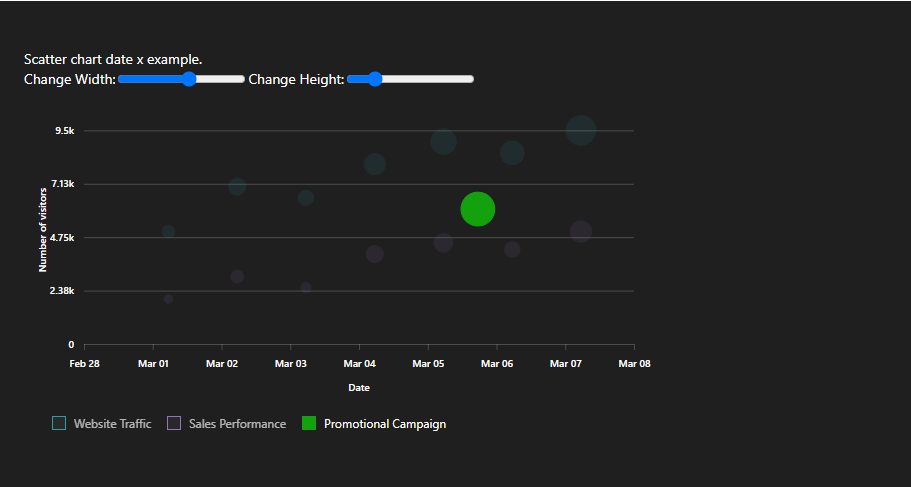 Scatter chart date x example.
Change Width: Change Height:
9.5k
7.13k
4.75k
2.38k
0
Number of visitors
Feb 28 Mar 01 Mar 02 Mar 03 Mar 04 Mar 05 Mar 06 Mar 07 Mar 08
Date
Website Traffic Sales Performance Promotional Campaign